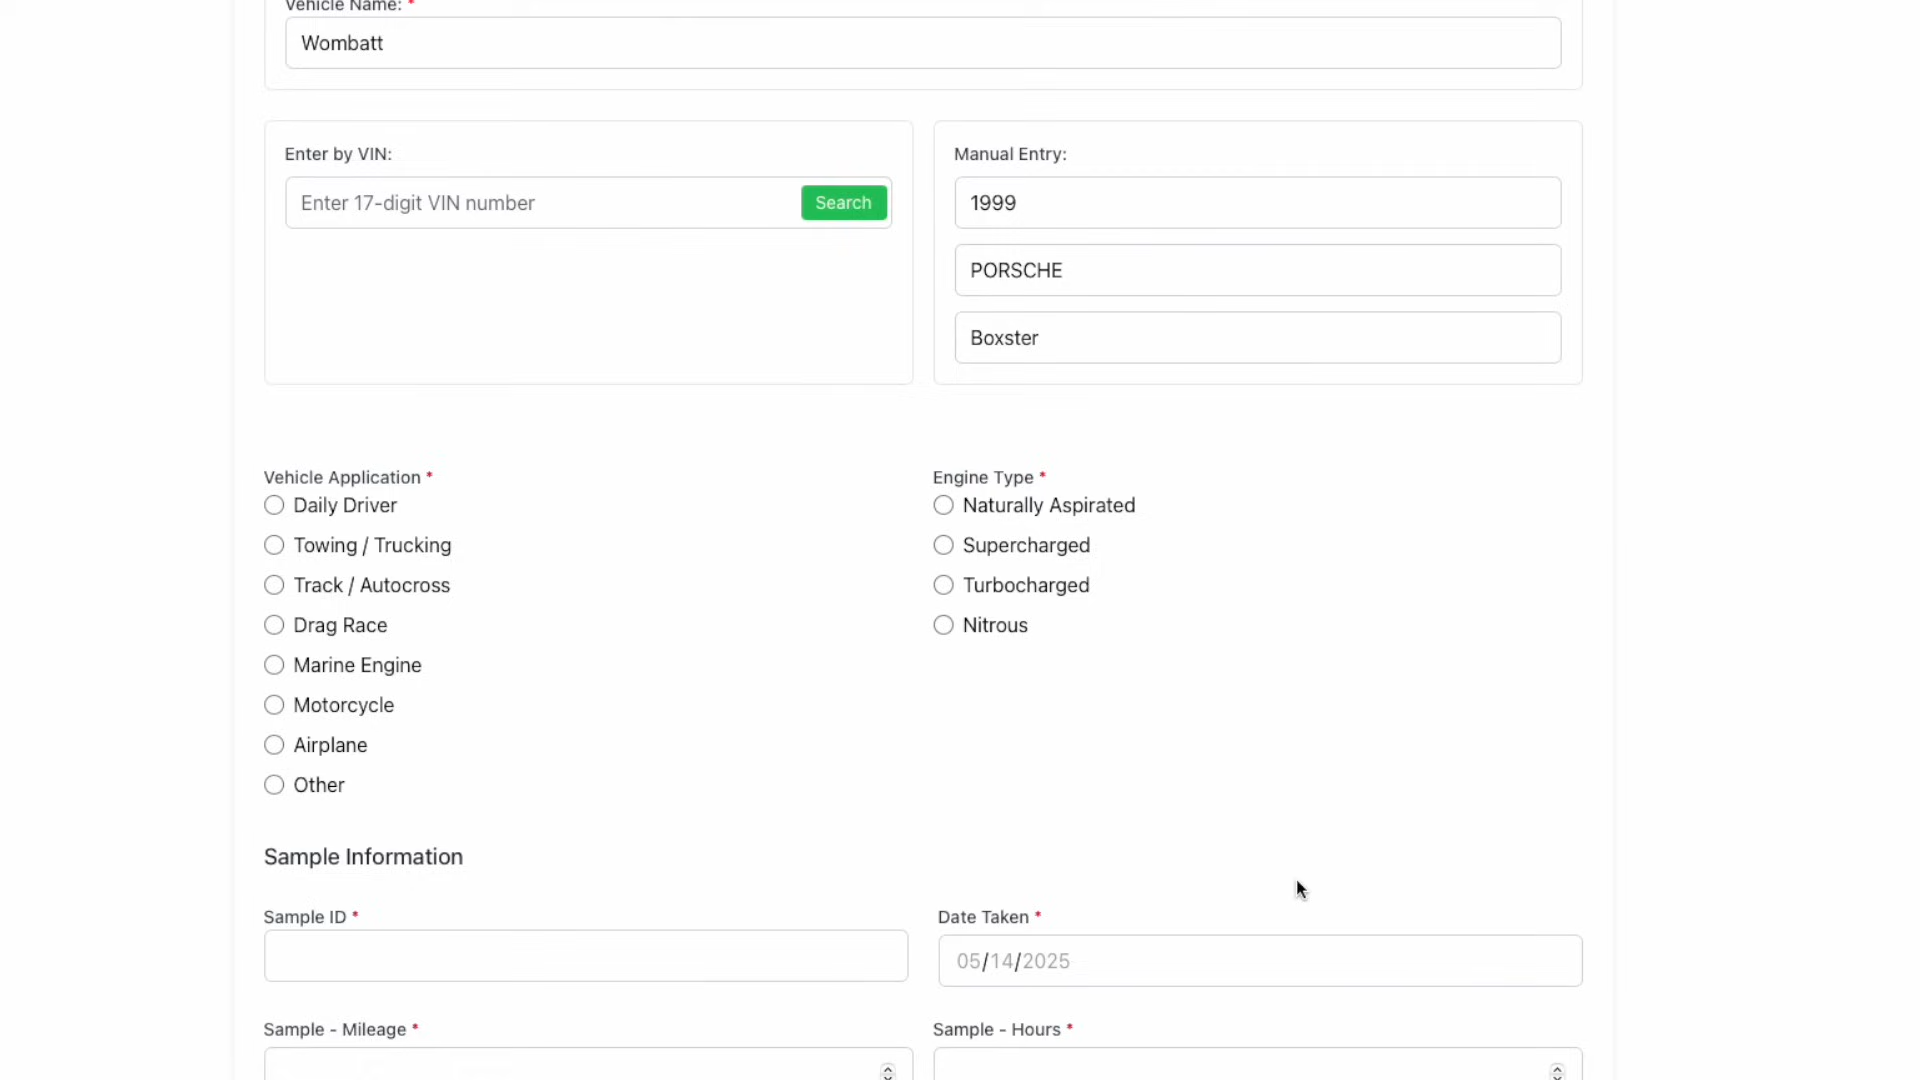 Vehicle Name: *
Wombatt
Enter by VIN:
Enter 17-digit VIN number
Search
Manual Entry:
1999
PORSCHE
Boxster
Vehicle Application *
Daily Driver
Towing / Trucking
Track / Autocross
Drag Race
Marine Engine
Motorcycle
Airplane
Other
Engine Type *
Naturally Aspirated
Supercharged
Turbocharged
Nitrous
Sample Information
Sample ID *
Date Taken *
05/14/2025
Sample - Mileage *
Sample - Hours *